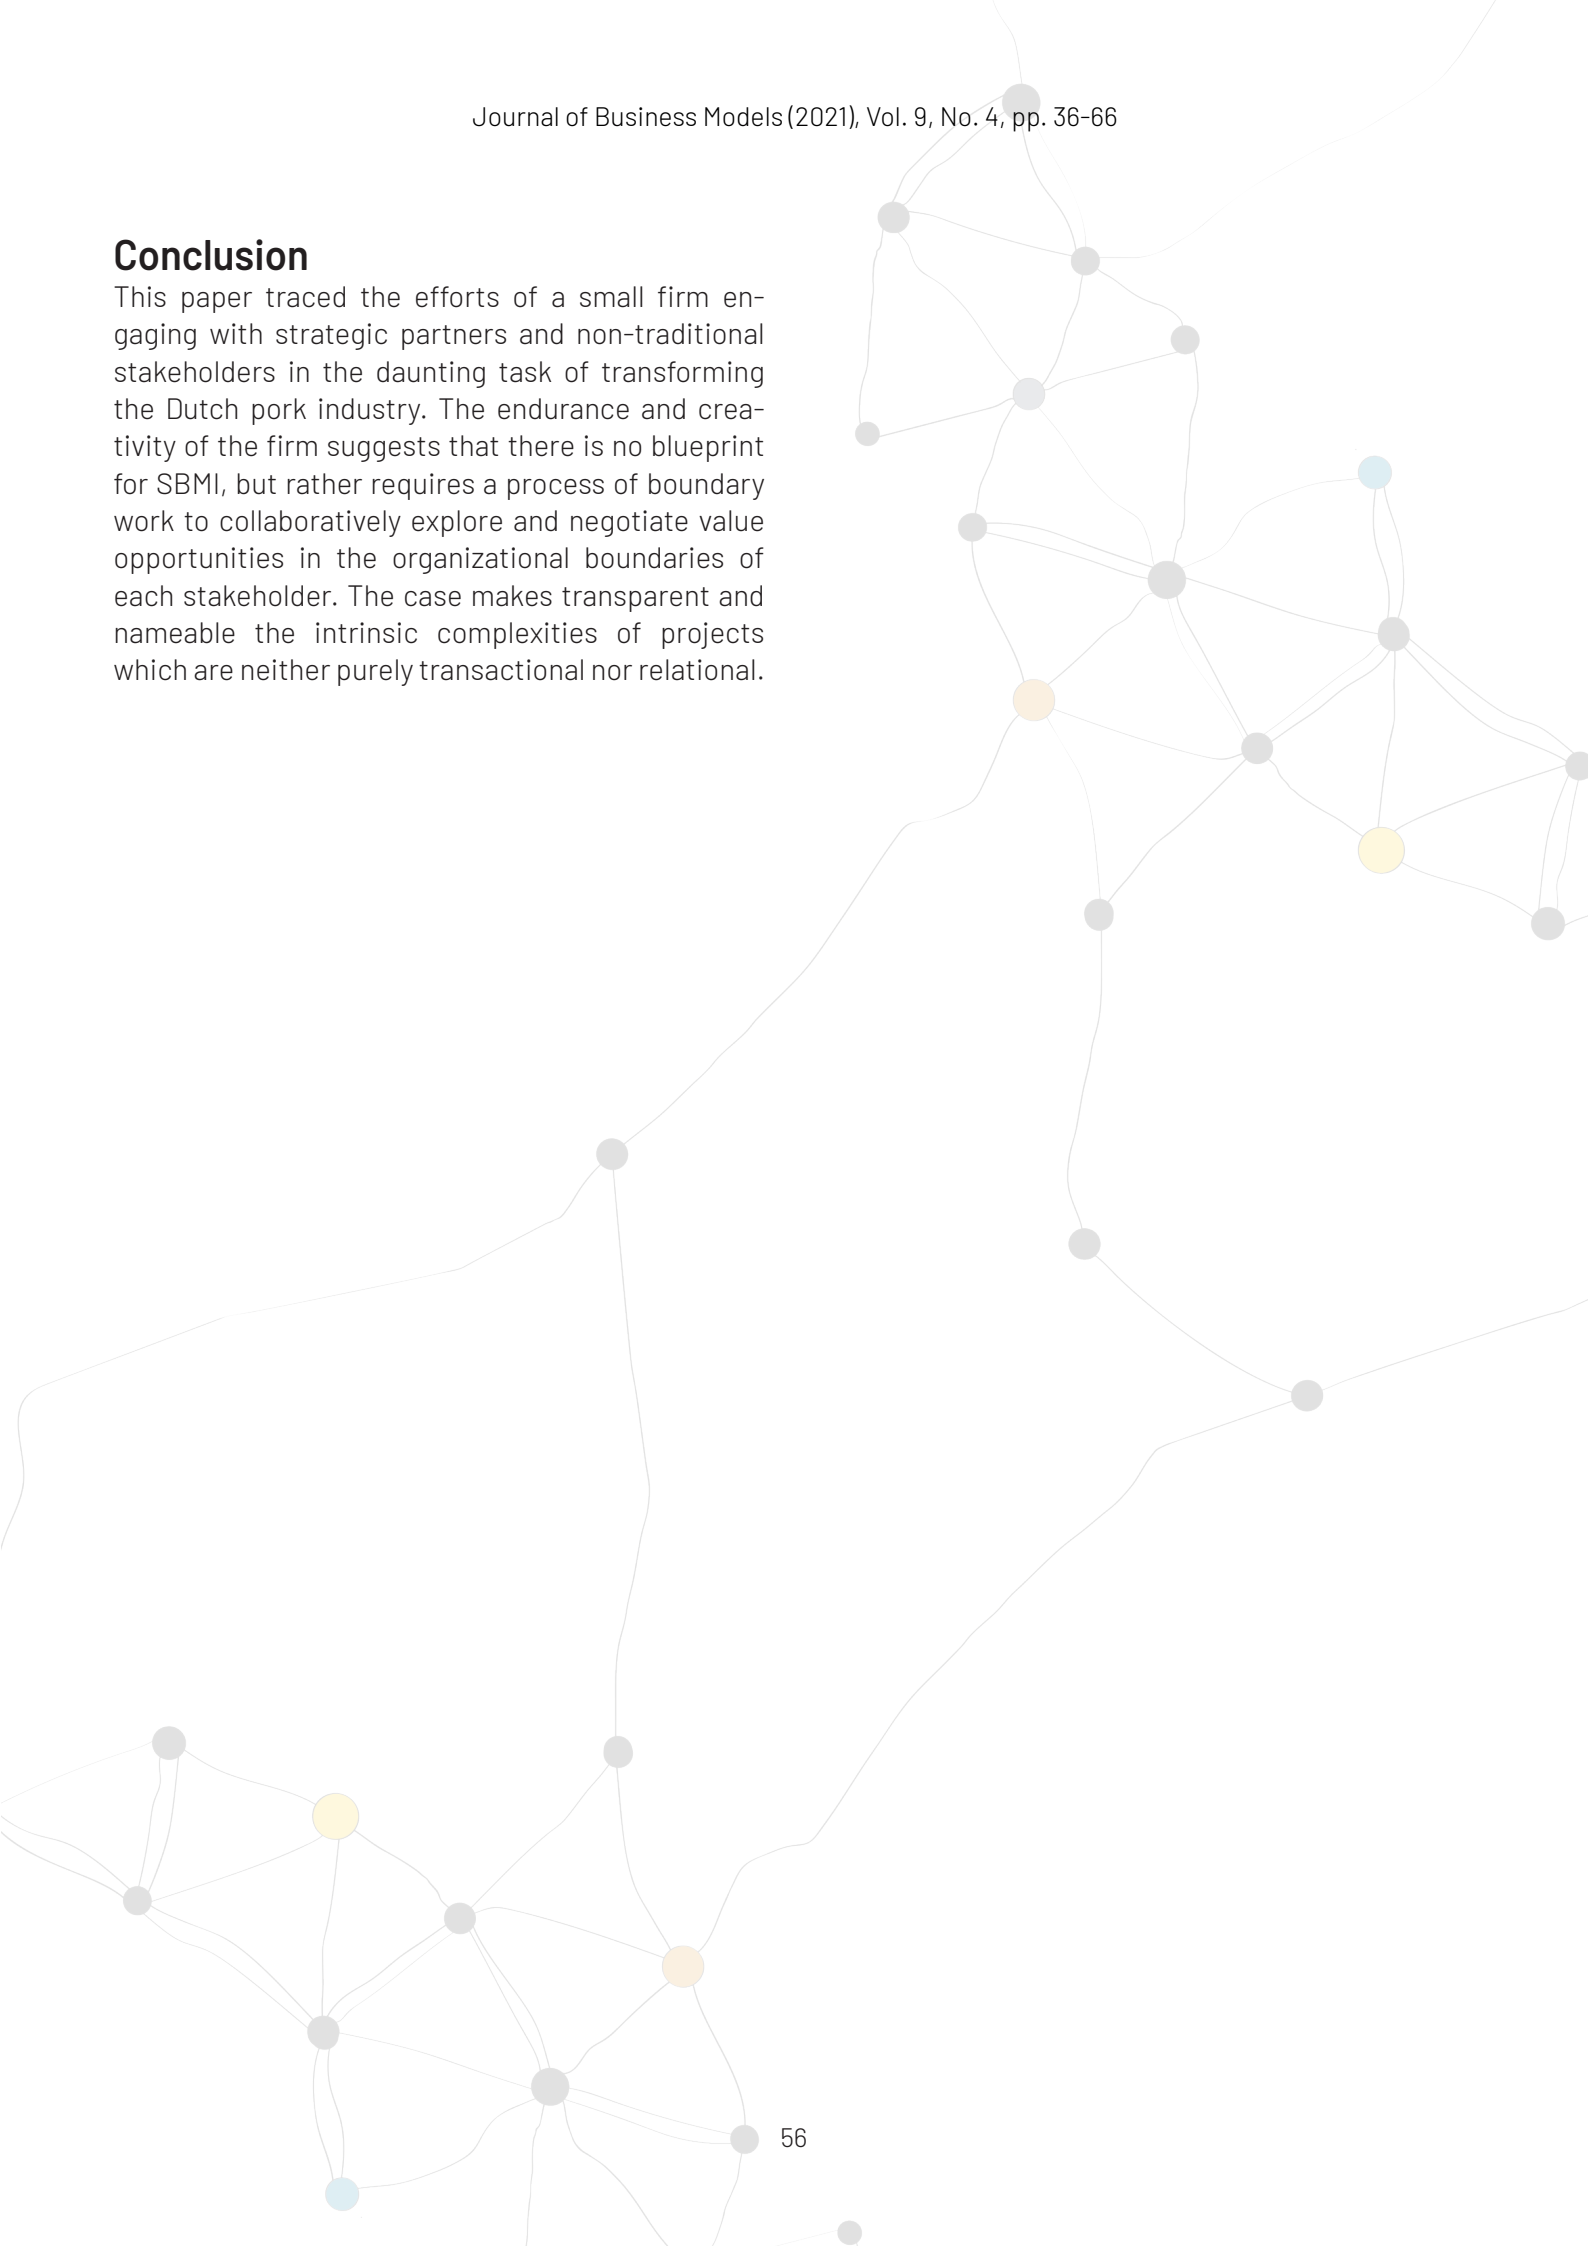 Journal of Business Models (2021), Vol. 9, No. 4, pp. 36-66
Conclusion
This paper traced the efforts of a small firm en-
gaging with strategic partners and non-traditional
stakeholders in the daunting task of transforming
the Dutch pork industry. The endurance and crea-
tivity of the firm suggests that there is no blueprint
for SBMI, but rather requires a process of boundary
work to collaboratively explore and negotiate value
opportunities in the organizational boundaries of
each stakeholder. The case makes transparent and
nameable the intrinsic complexities of projects
which are neither purely transactional nor relational.
56